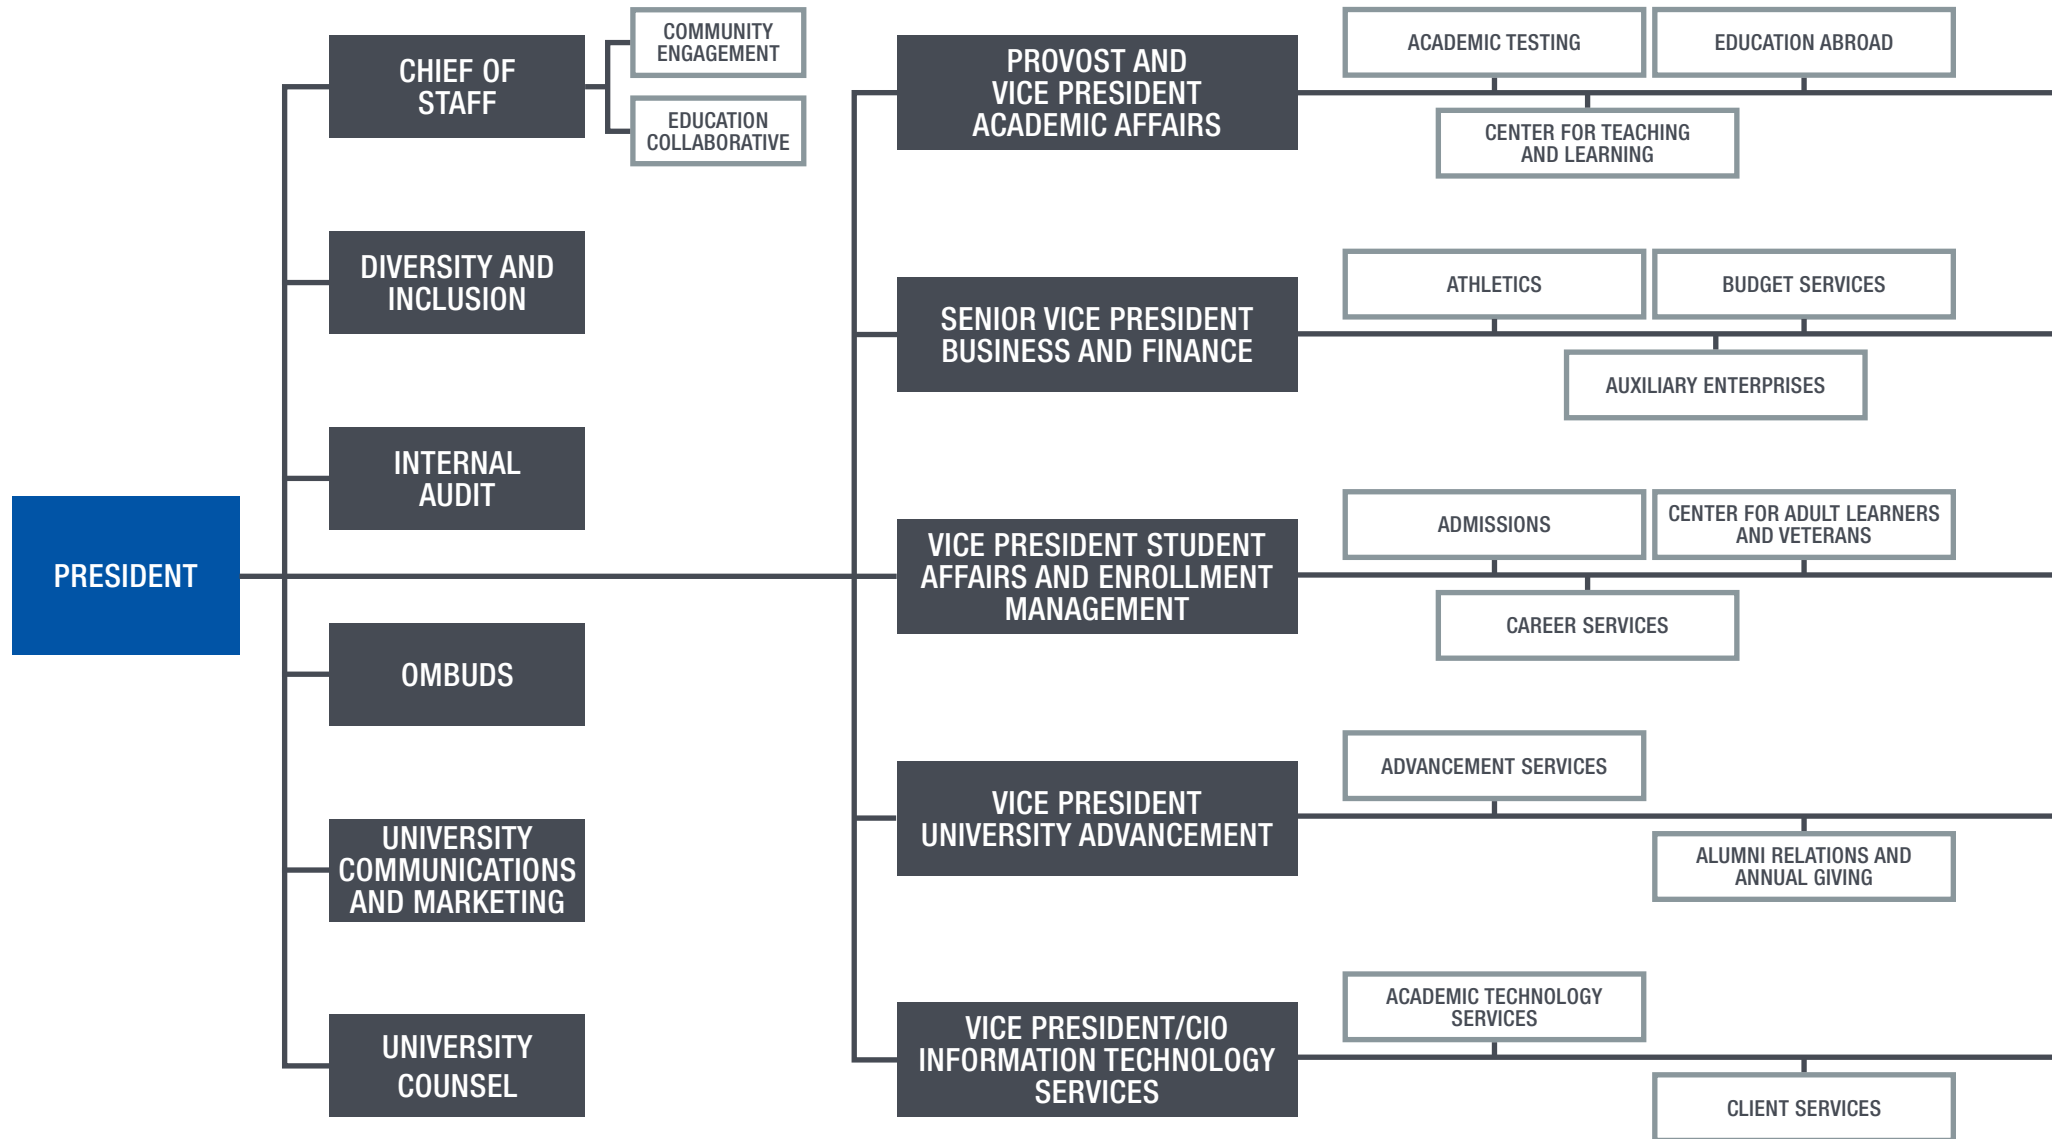 PRESIDENT
CHIEF OF
STAFF
COMMUNITY
ENGAGEMENT
EDUCATION
COLLABORATIVE
DIVERSITY AND
INCLUSION
INTERNAL
AUDIT
OMBUDS
UNIVERSITY
COMMUNICATIONS
AND MARKETING
UNIVERSITY
COUNSEL
PROVOST AND
VICE PRESIDENT
ACADEMIC AFFAIRS
ACADEMIC TESTING
EDUCATION ABROAD
CENTER FOR TEACHING
AND LEARNING
SENIOR VICE PRESIDENT
BUSINESS AND FINANCE
ATHLETICS
BUDGET SERVICES
AUXILIARY ENTERPRISES
VICE PRESIDENT STUDENT
AFFAIRS AND ENROLLMENT
MANAGEMENT
ADMISSIONS
CENTER FOR ADULT LEARNERS
AND VETERANS
CAREER SERVICES
VICE PRESIDENT
UNIVERSITY ADVANCEMENT
ADVANCEMENT SERVICES
ALUMNI RELATIONS AND
ANNUAL GIVING
VICE PRESIDENT/CIO
INFORMATION TECHNOLOGY
SERVICES
ACADEMIC TECHNOLOGY
SERVICES
CLIENT SERVICES